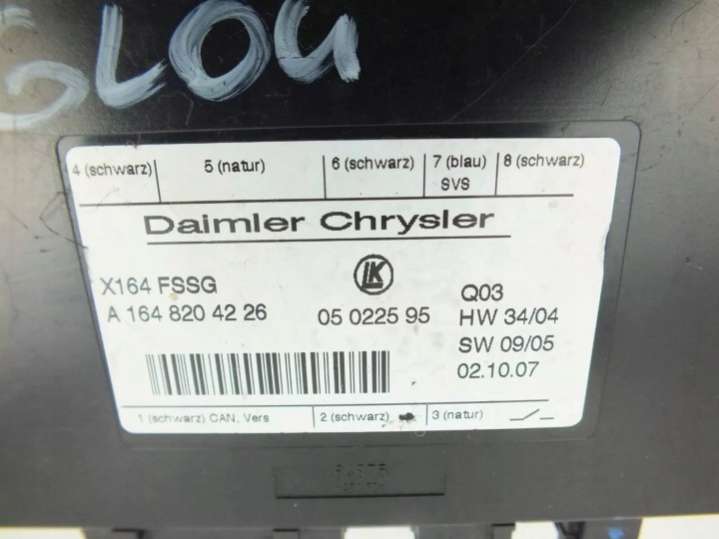 GLOU
4 (schwarz) 5 (natur) 6 (schwarz) 7 (blau) 8 (schwarz)
SVS
Daimler Chrysler
LK
X164 FSSG Q03
A 164 820 42 26 05 0225 95 HW 34/04
SW 09/05
02.10.07
1 (schwarz) CAN, Vers 2 (schwarz) 3 (natur)